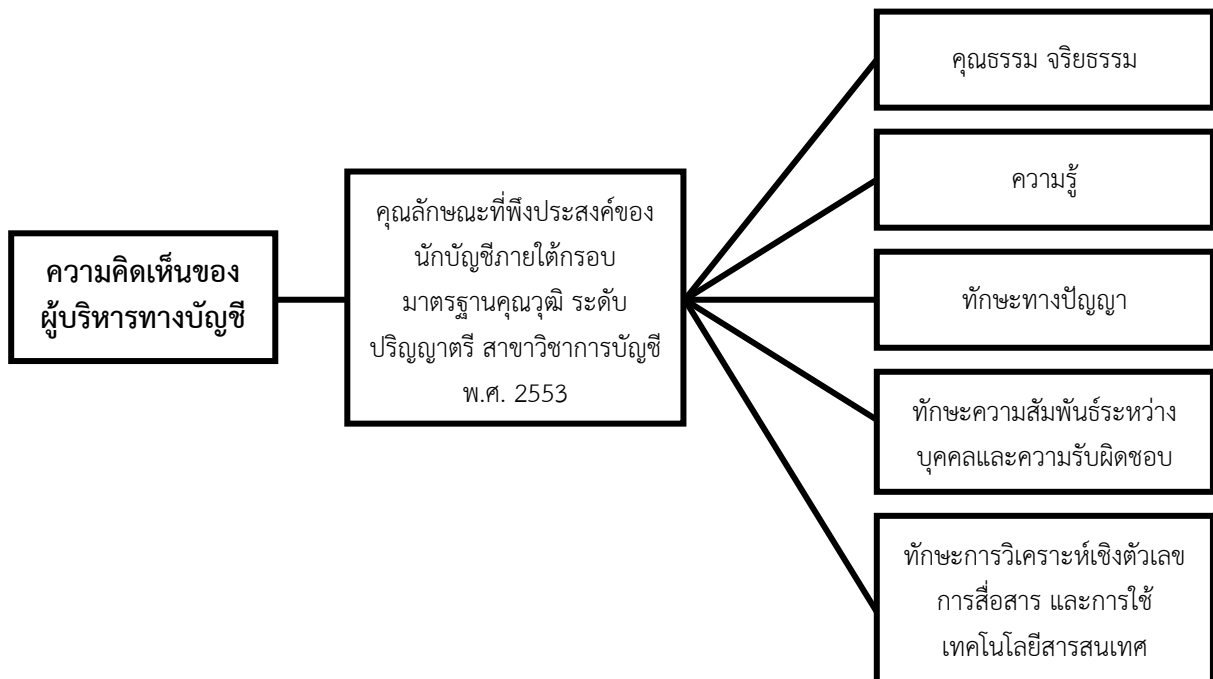 ความคิดเห็นของ
ผู้บริหารทางบัญชี
คุณลักษณะที่พึงประสงค์ของ
นักบัญชีภายใต้กรอบ
มาตรฐานคุณวุฒิ ระดับ
ปริญญาตรี สาขาวิชาการบัญชี
พ.ศ. 2553
คุณธรรม จริยธรรม
ความรู้
ทักษะทางปัญญา
ทักษะความสัมพันธ์ระหว่าง
บุคคลและความรับผิดชอบ
ทักษะการวิเคราะห์เชิงตัวเลข
การสื่อสาร และการใช้
เทคโนโลยีสารสนเทศ